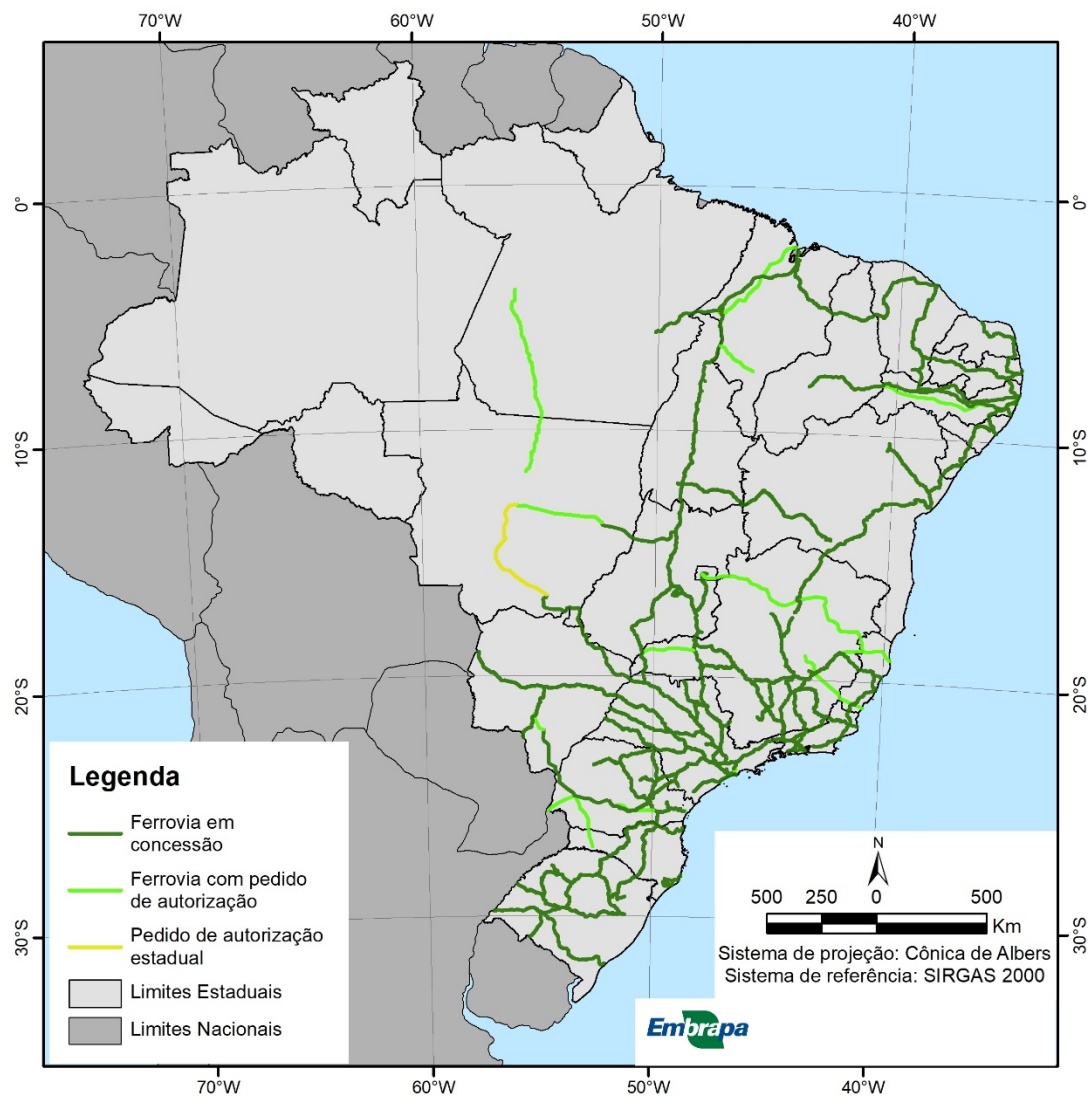 70°W 60°W 50°W 40°W
0° 0°
10°S 10°S
20°S 20°S
30°S 30°S
Legenda
Ferrovia em
concessão
Ferrovia com pedido
de autorização
Pedido de autorização
estadual
Limites Estaduais
Limites Nacionais
N
500 250 0 500
Km
Sistema de projeção: Cônica de Albers
Sistema de referência: SIRGAS 2000
Embrapa
70°W 60°W 50°W 40°W